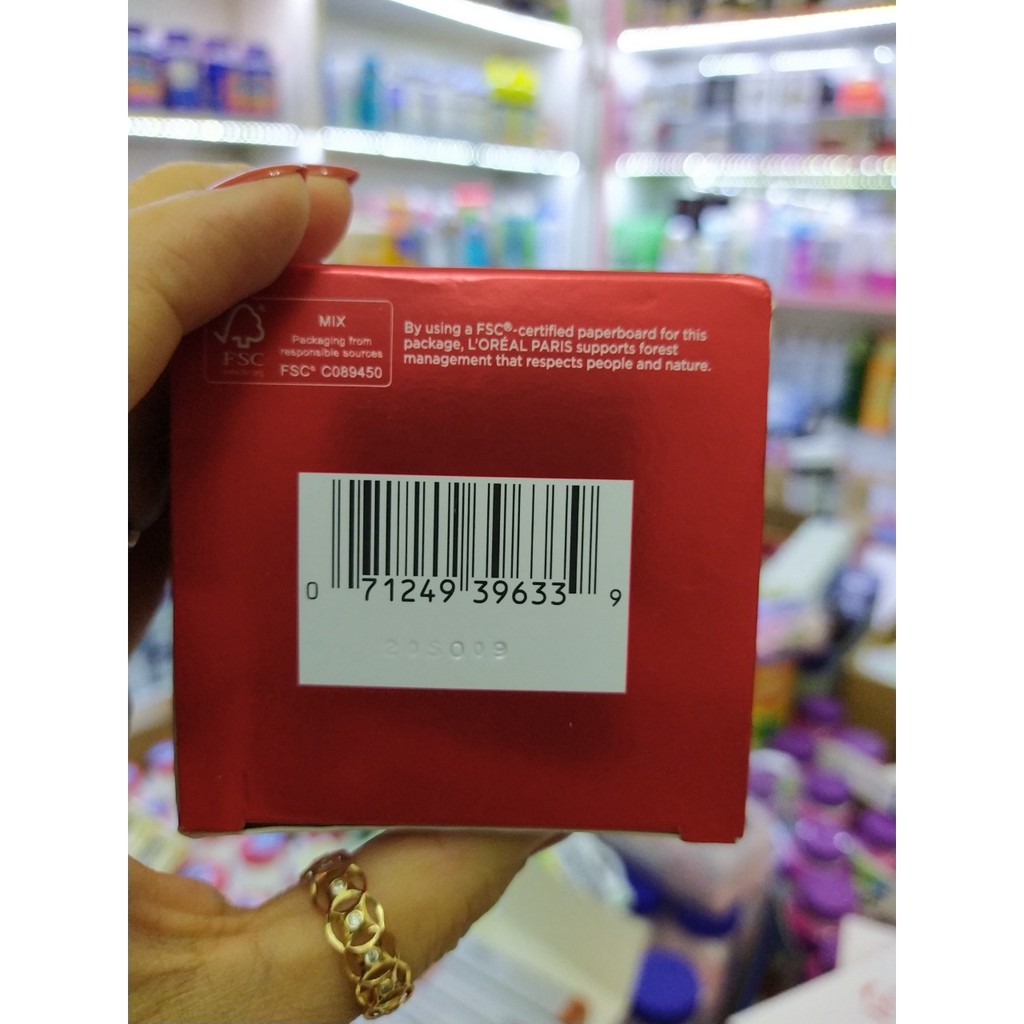 FSC
MIX
Packaging from
responsible sources
FSC® C089450
By using a FSC®-certified paperboard for this
package, L'ORÉAL PARIS supports forest
management that respects people and nature.
0 71249 39633 9
20S009